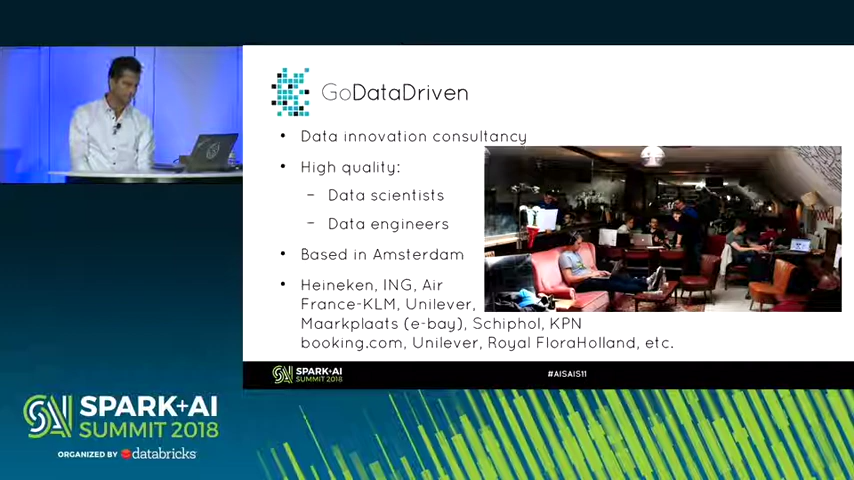 GoDataDriven
• Data innovation consultancy
• High quality:
– Data scientists
– Data engineers
• Based in Amsterdam
• Heineken, ING, Air
France-KLM, Unilever,
Maarkplaats (e-bay), Schiphol, KPN
booking.com, Unilever, Royal FloraHolland, etc.
SPARK+AI
SUMMIT 2018
#AISAIS11
SPARK+AI
SUMMIT 2018
ORGANIZED BY databricks